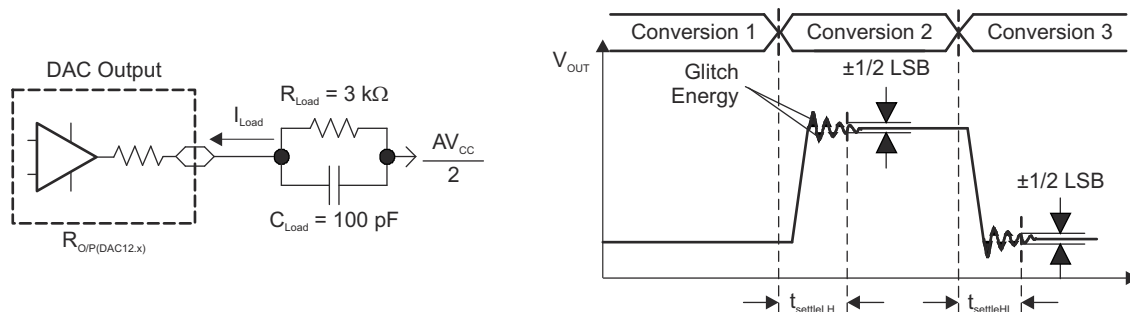 DAC Output
I_Load
R_Load = 3 kΩ
AV_CC
2
C_Load = 100 pF
R_O/P(DAC12.x)
Conversion 1
Conversion 2
Conversion 3
V_OUT
Glitch
Energy
±1/2 LSB
±1/2 LSB
t_settleLH
t_settleHL